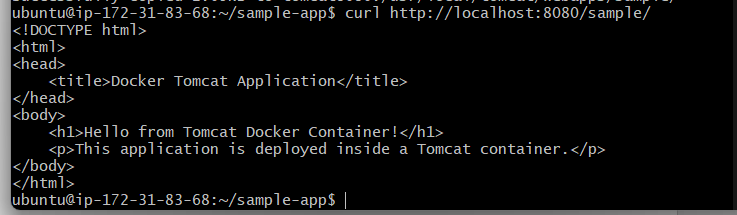 ubuntu@ip-172-31-83-68:~/sample-app$ curl http://localhost:8080/sample/
<!DOCTYPE html>
<html>
<head>
    <title>Docker Tomcat Application</title>
</head>
<body>
    <h1>Hello from Tomcat Docker Container!</h1>
    <p>This application is deployed inside a Tomcat container.</p>
</body>
</html>
ubuntu@ip-172-31-83-68:~/sample-app$